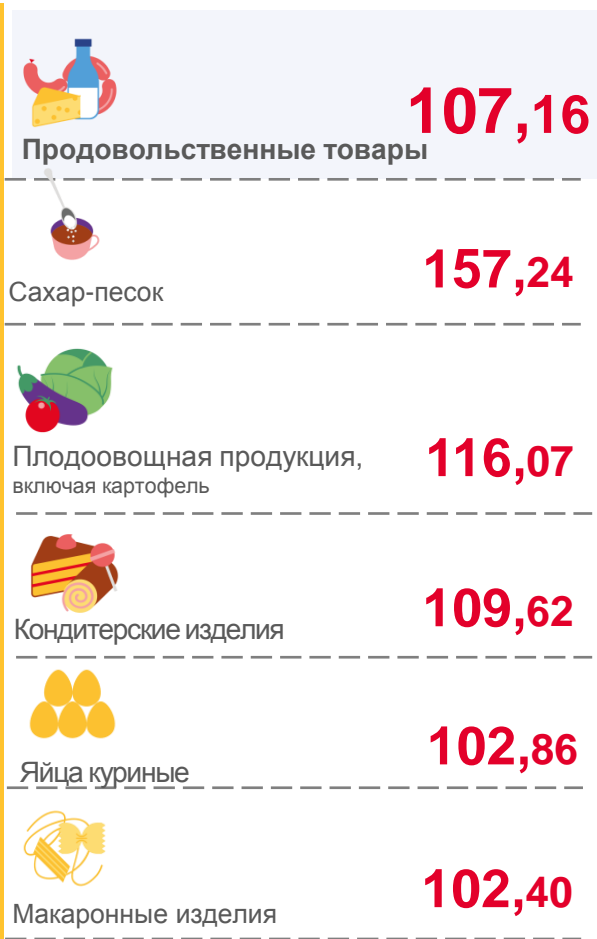 107,16
Продовольственные товары
157,24
Сахар-песок
116,07
Плодоовощная продукция,
включая картофель
109,62
Кондитерские изделия
102,86
Яйца куриные
102,40
Макаронные изделия